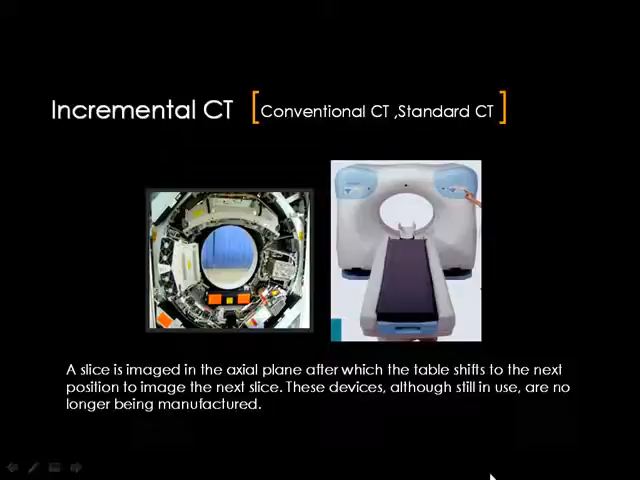 Incremental CT [Conventional CT ,Standard CT]
A slice is imaged in the axial plane after which the table shifts to the next
position to image the next slice. These devices, although still in use, are no
longer being manufactured.